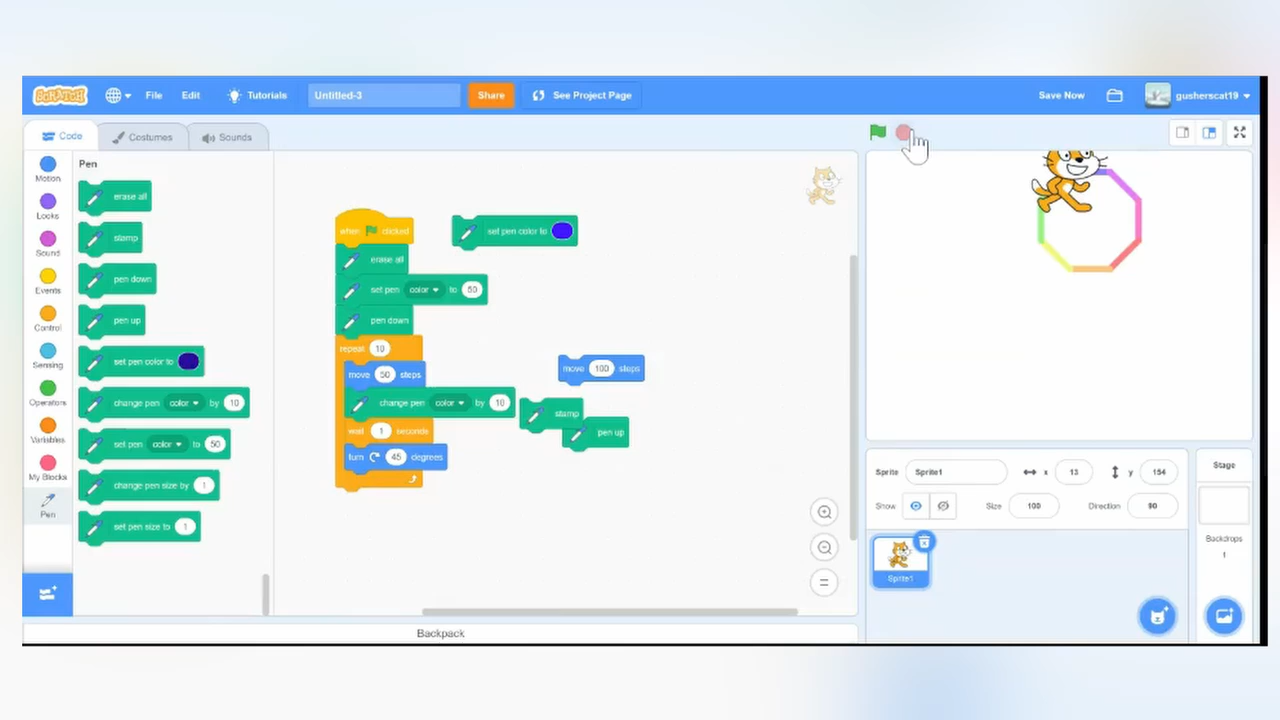 SCRATCH
File
Edit
Tutorials
Untitled-3
Share
See Project Page
Save Now
gusherscat19
Code
Costumes
Sounds
Motion
Looks
Sound
Events
Control
Sensing
Operators
Variables
My Blocks
Pen
Pen
erase all
stamp
pen down
pen up
set pen color to
change pen color by 10
set pen color to 50
change pen size by 1
set pen size to 1
when clicked
erase all
set pen color to 50
pen down
repeat 10
move 50 steps
change pen color by 10
wait 1 seconds
turn 45 degrees
set pen color to
move 100 steps
stamp
pen up
Backpack
Sprite Sprite1 x 13 y 154
Show Size 100 Direction 90
Sprite1
Stage
Backdrops
1